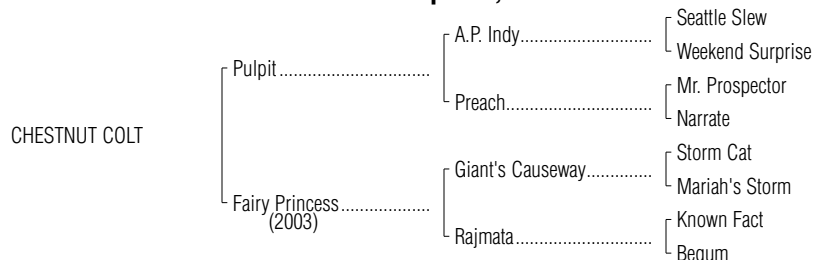 Seattle Slew
A.P. Indy
Weekend Surprise
Pulpit
Mr. Prospector
Preach
Narrate
CHESTNUT COLT
Storm Cat
Giant's Causeway
Mariah's Storm
Fairy Princess
(2003)
Known Fact
Rajmata
Begum